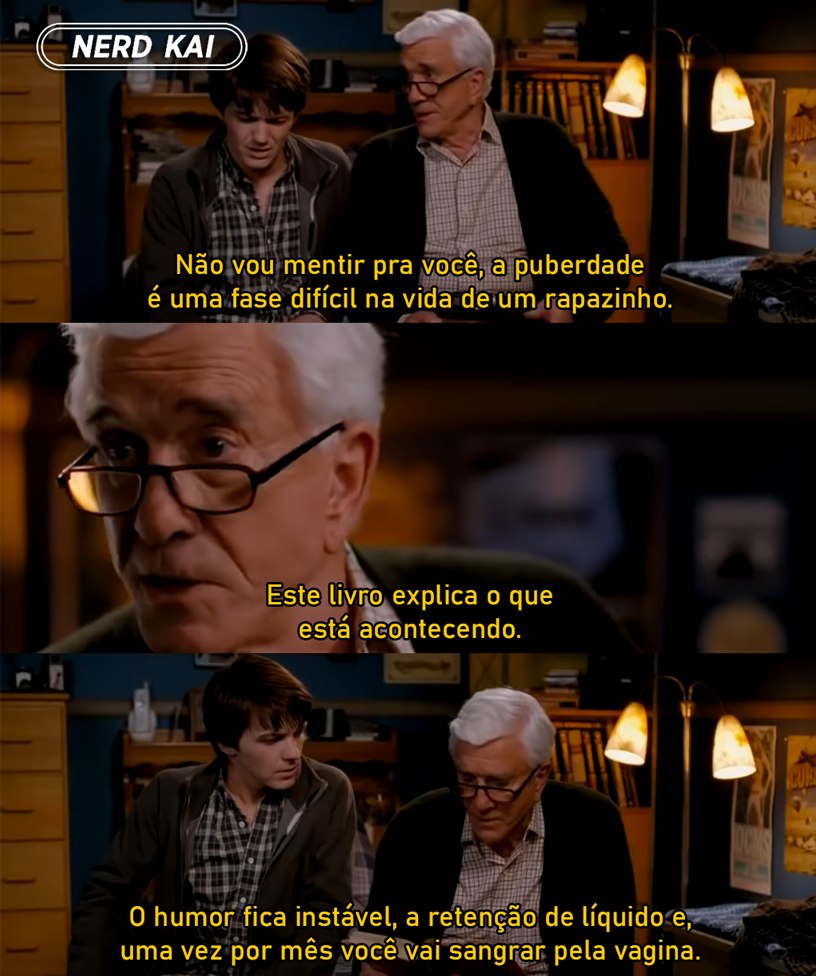 NERD KAI
Não vou mentir pra você, a puberdade
é uma fase difícil na vida de um rapazinho.
Este livro explica o que
está acontecendo.
O humor fica instável, a retenção de líquido e,
uma vez por mês você vai sangrar pela vagina.